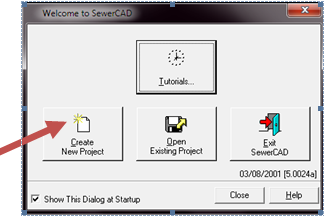 Welcome to SewerCAD
Tutorials...
Create
New Project
Open
Existing Project
Exit
SewerCAD
03/08/2001 [5.0024a]
Show This Dialog at Startup
Close
Help